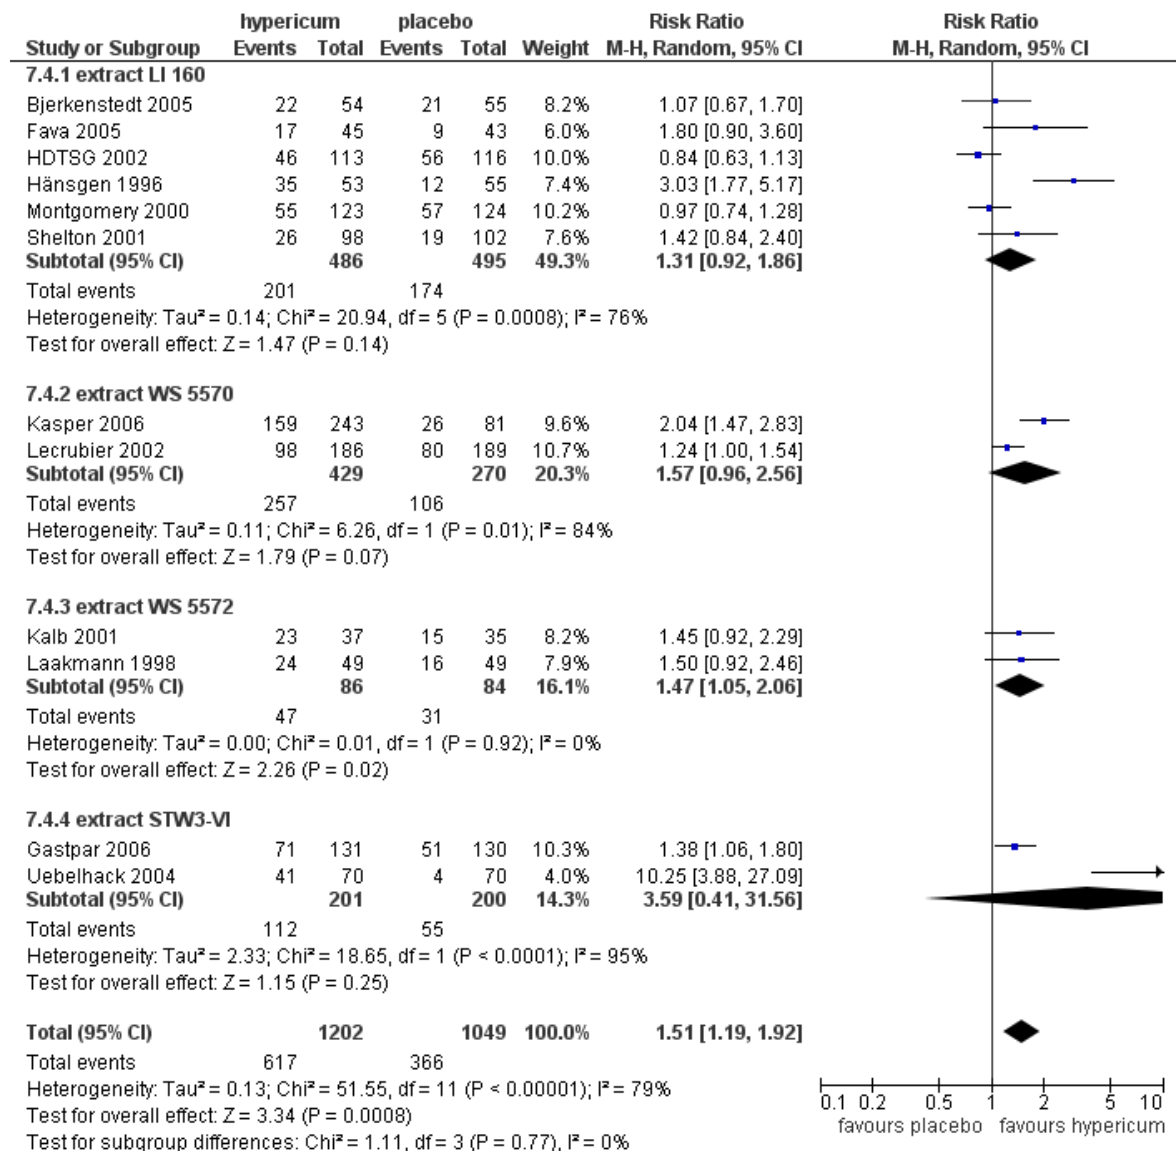 hypericum placebo Risk Ratio Risk Ratio
Study or Subgroup Events Total Events Total Weight M-H, Random, 95% CI M-H, Random, 95% CI
7.4.1 extract LI 160
Bjerkenstedt 2005 22 54 21 55 8.2% 1.07 [0.67, 1.70]
Fava 2005 17 45 9 43 6.0% 1.80 [0.90, 3.60]
HDTSG 2002 46 113 56 116 10.0% 0.84 [0.63, 1.13]
Hänsgen 1996 35 53 12 55 7.4% 3.03 [1.77, 5.17]
Montgomery 2000 55 123 57 124 10.2% 0.97 [0.74, 1.28]
Shelton 2001 26 98 19 102 7.6% 1.42 [0.84, 2.40]
Subtotal (95% CI) 486 495 49.3% 1.31 [0.92, 1.86]
Total events 201 174
Heterogeneity: Tau² = 0.14; Chi² = 20.94, df = 5 (P = 0.0008); I² = 76%
Test for overall effect: Z = 1.47 (P = 0.14)
7.4.2 extract WS 5570
Kasper 2006 159 243 26 81 9.6% 2.04 [1.47, 2.83]
Lecrubier 2002 98 186 80 189 10.7% 1.24 [1.00, 1.54]
Subtotal (95% CI) 429 270 20.3% 1.57 [0.96, 2.56]
Total events 257 106
Heterogeneity: Tau² = 0.11; Chi² = 6.26, df = 1 (P = 0.01); I² = 84%
Test for overall effect: Z = 1.79 (P = 0.07)
7.4.3 extract WS 5572
Kalb 2001 23 37 15 35 8.2% 1.45 [0.92, 2.29]
Laakmann 1998 24 49 16 49 7.9% 1.50 [0.92, 2.46]
Subtotal (95% CI) 86 84 16.1% 1.47 [1.05, 2.06]
Total events 47 31
Heterogeneity: Tau² = 0.00; Chi² = 0.01, df = 1 (P = 0.92); I² = 0%
Test for overall effect: Z = 2.26 (P = 0.02)
7.4.4 extract STW3-VI
Gastpar 2006 71 131 51 130 10.3% 1.38 [1.06, 1.80]
Uebelhack 2004 41 70 4 70 4.0% 10.25 [3.88, 27.09]
Subtotal (95% CI) 201 200 14.3% 3.59 [0.41, 31.56]
Total events 112 55
Heterogeneity: Tau² = 2.33; Chi² = 18.65, df = 1 (P < 0.0001); I² = 95%
Test for overall effect: Z = 1.15 (P = 0.25)
Total (95% CI) 1202 1049 100.0% 1.51 [1.19, 1.92]
Total events 617 366
Heterogeneity: Tau² = 0.13; Chi² = 51.55, df = 11 (P < 0.00001); I² = 79%
Test for overall effect: Z = 3.34 (P = 0.0008)
Test for subgroup differences: Chi² = 1.11, df = 3 (P = 0.77), I² = 0%
0.1 0.2 0.5 1 2 5 10
favours placebo favours hypericum